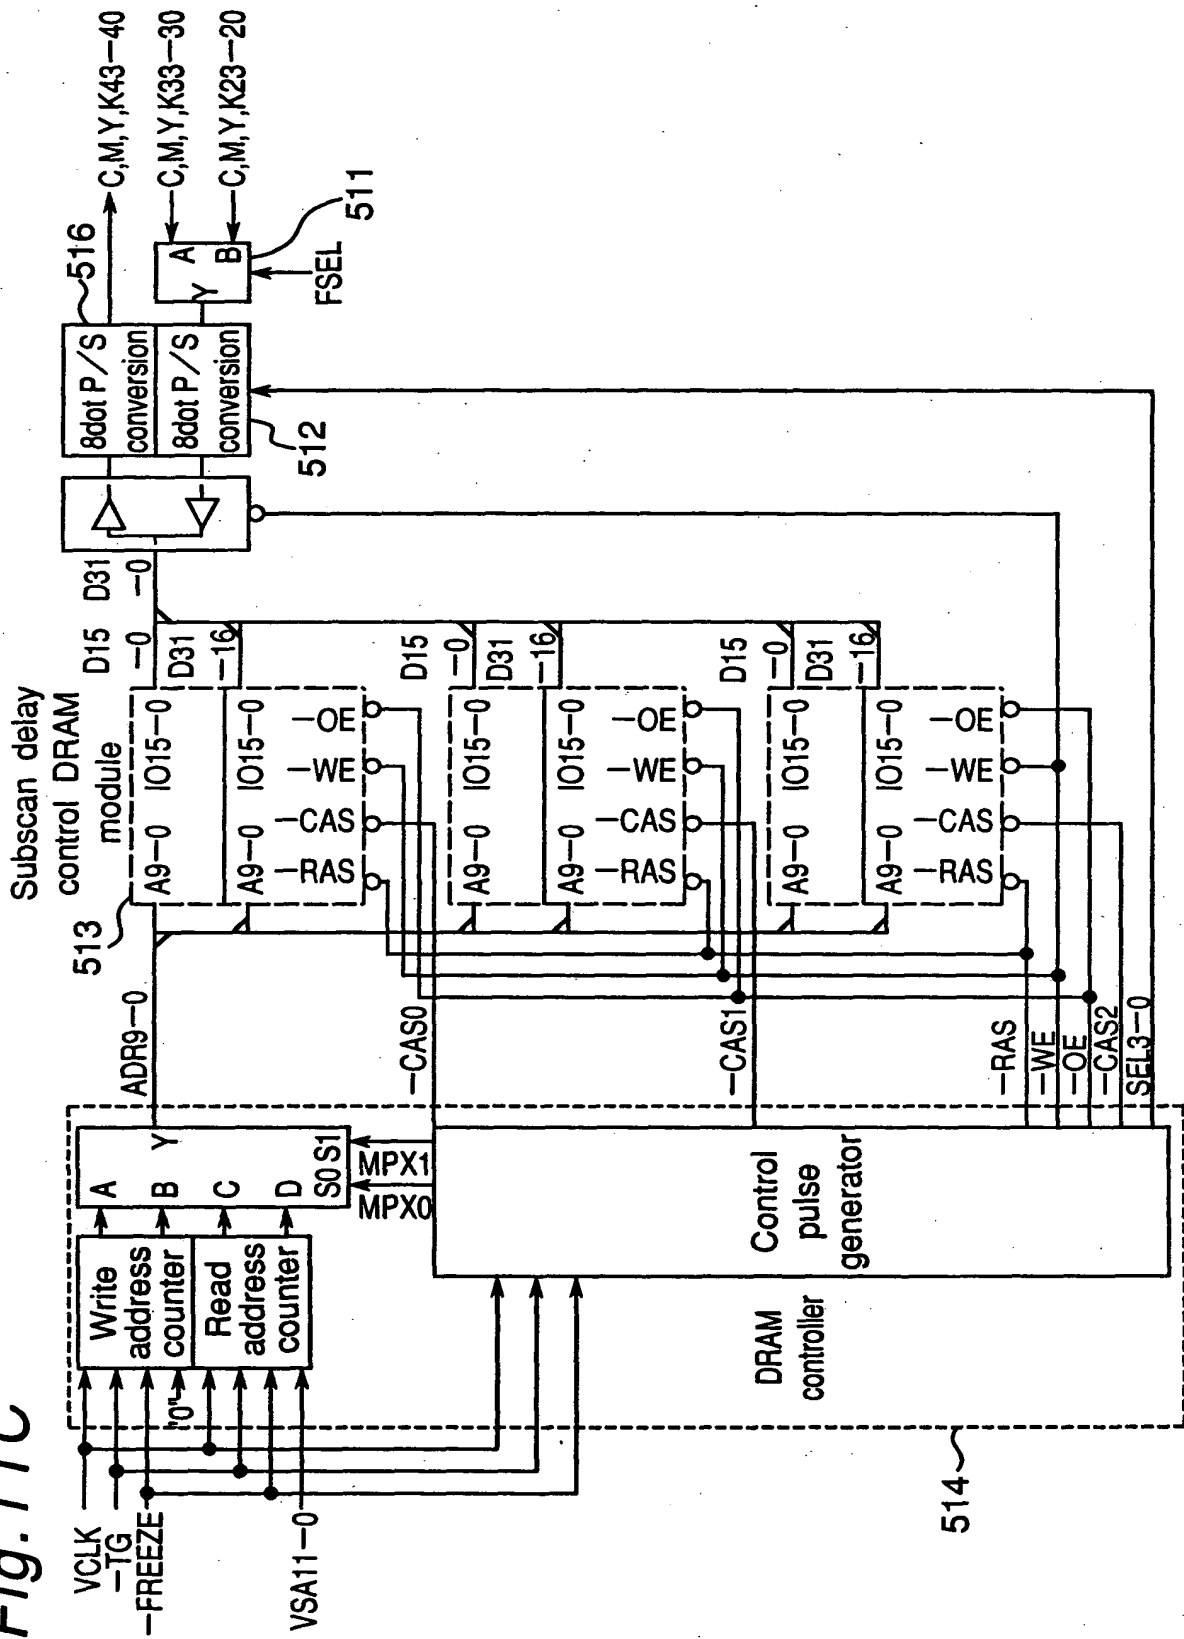 Fig. 11C
VCLK
–TG
–FREEZE
VSA11–0
"0"
Write
address
counter
Read
address
counter
A
B
C
D
Y
S0 S1
MPX0
MPX1
Control
pulse
generator
DRAM
controller
514
ADR9–0
–CAS0
–CAS1
–RAS
–WE
–OE
–CAS2
SEL3–0
Subscan delay
control DRAM
module
513
A9–0 IO15–0
A9–0 IO15–0
–RAS –CAS –WE –OE
D15
–0
D31
–16
A9–0 IO15–0
A9–0 IO15–0
–RAS –CAS –WE –OE
D15
–0
D31
–16
A9–0 IO15–0
A9–0 IO15–0
–RAS –CAS –WE –OE
D15
–0
D31
–16
D31
–0
8dot P/S
conversion
516
8dot P/S
conversion
512
Y
A
B
511
FSEL
C,M,Y,K43–40
C,M,Y,K33–30
C,M,Y,K23–20